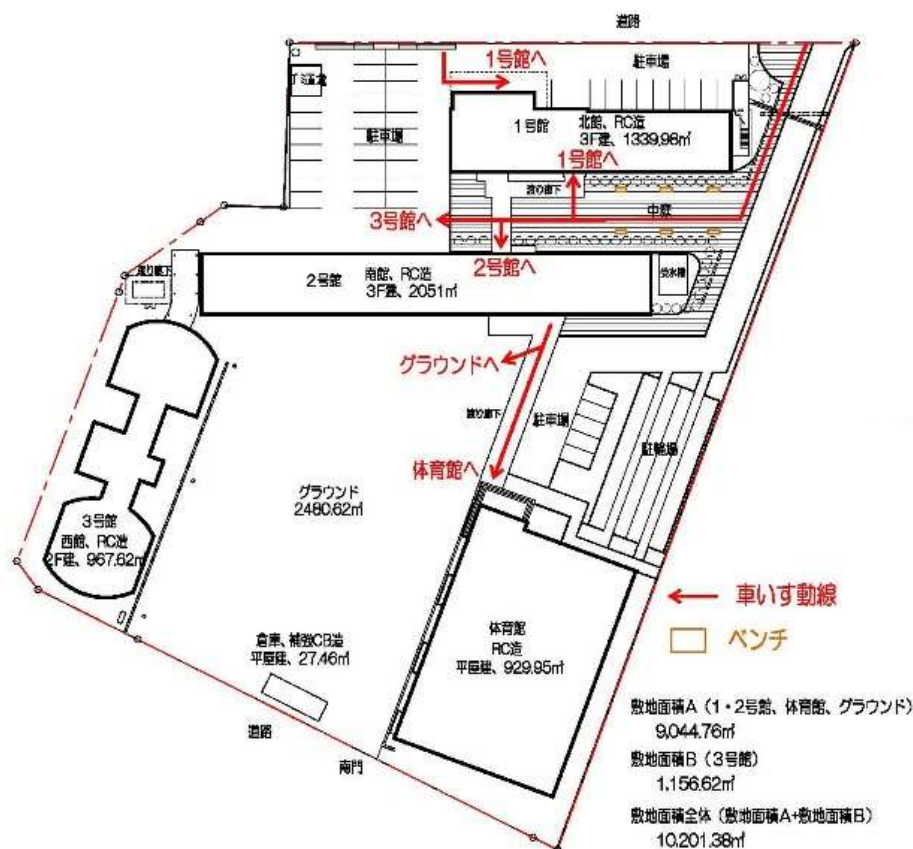 道路
1号館へ
駐車場
駐車場
1号館
北館、RC造
3F建、1339.98㎡
1号館へ
渡り廊下
中庭
3号館へ
2号館へ
2号館
南館、RC造
3F建、2051㎡
受水槽
渡り廊下
グラウンドへ
渡り廊下
駐車場
駐輪場
体育館へ
グラウンド
2480.62㎡
3号館
西館、RC造
2F建、967.62㎡
車いす動線
ベンチ
体育館
RC造
平屋建、929.95㎡
倉庫、補強CB造
平屋建、27.46㎡
道路
南門
敷地面積A（1・2号館、体育館、グラウンド）
9,044.76㎡
敷地面積B（3号館）
1,156.62㎡
敷地面積全体（敷地面積A+敷地面積B）
10,201.38㎡